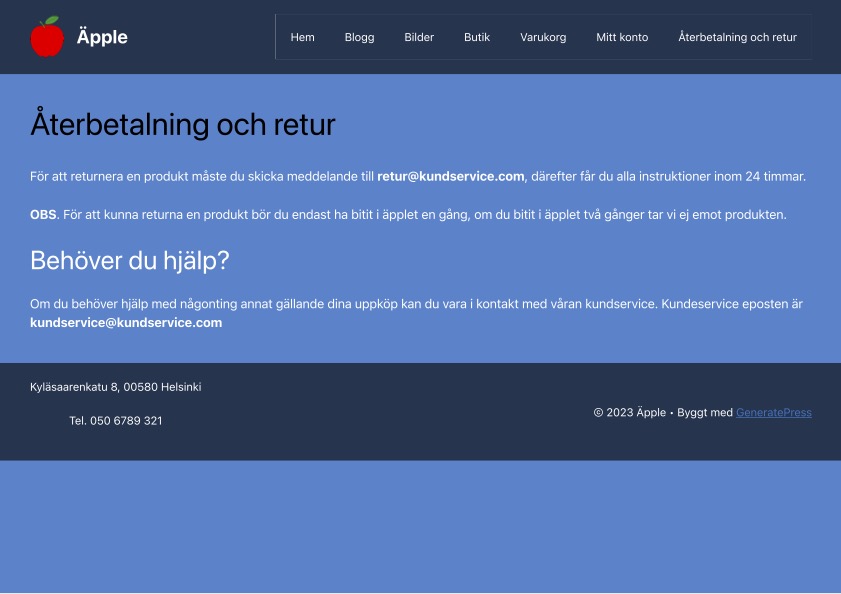 Äpple
Hem Blogg Bilder Butik Varukorg Mitt konto Återbetalning och retur
Återbetalning och retur
För att returnera en produkt måste du skicka meddelande till retur@kundservice.com, därefter får du alla instruktioner inom 24 timmar.
OBS. För att kunna returna en produkt bör du endast ha bitit i äpplet en gång, om du bitit i äpplet två gånger tar vi ej emot produkten.
Behöver du hjälp?
Om du behöver hjälp med någonting annat gällande dina uppköp kan du vara i kontakt med våran kundservice. Kundeservice eposten är
kundservice@kundservice.com
Kyläsaarenkatu 8, 00580 Helsinki
Tel. 050 6789 321
© 2023 Äpple • Byggt med GeneratePress